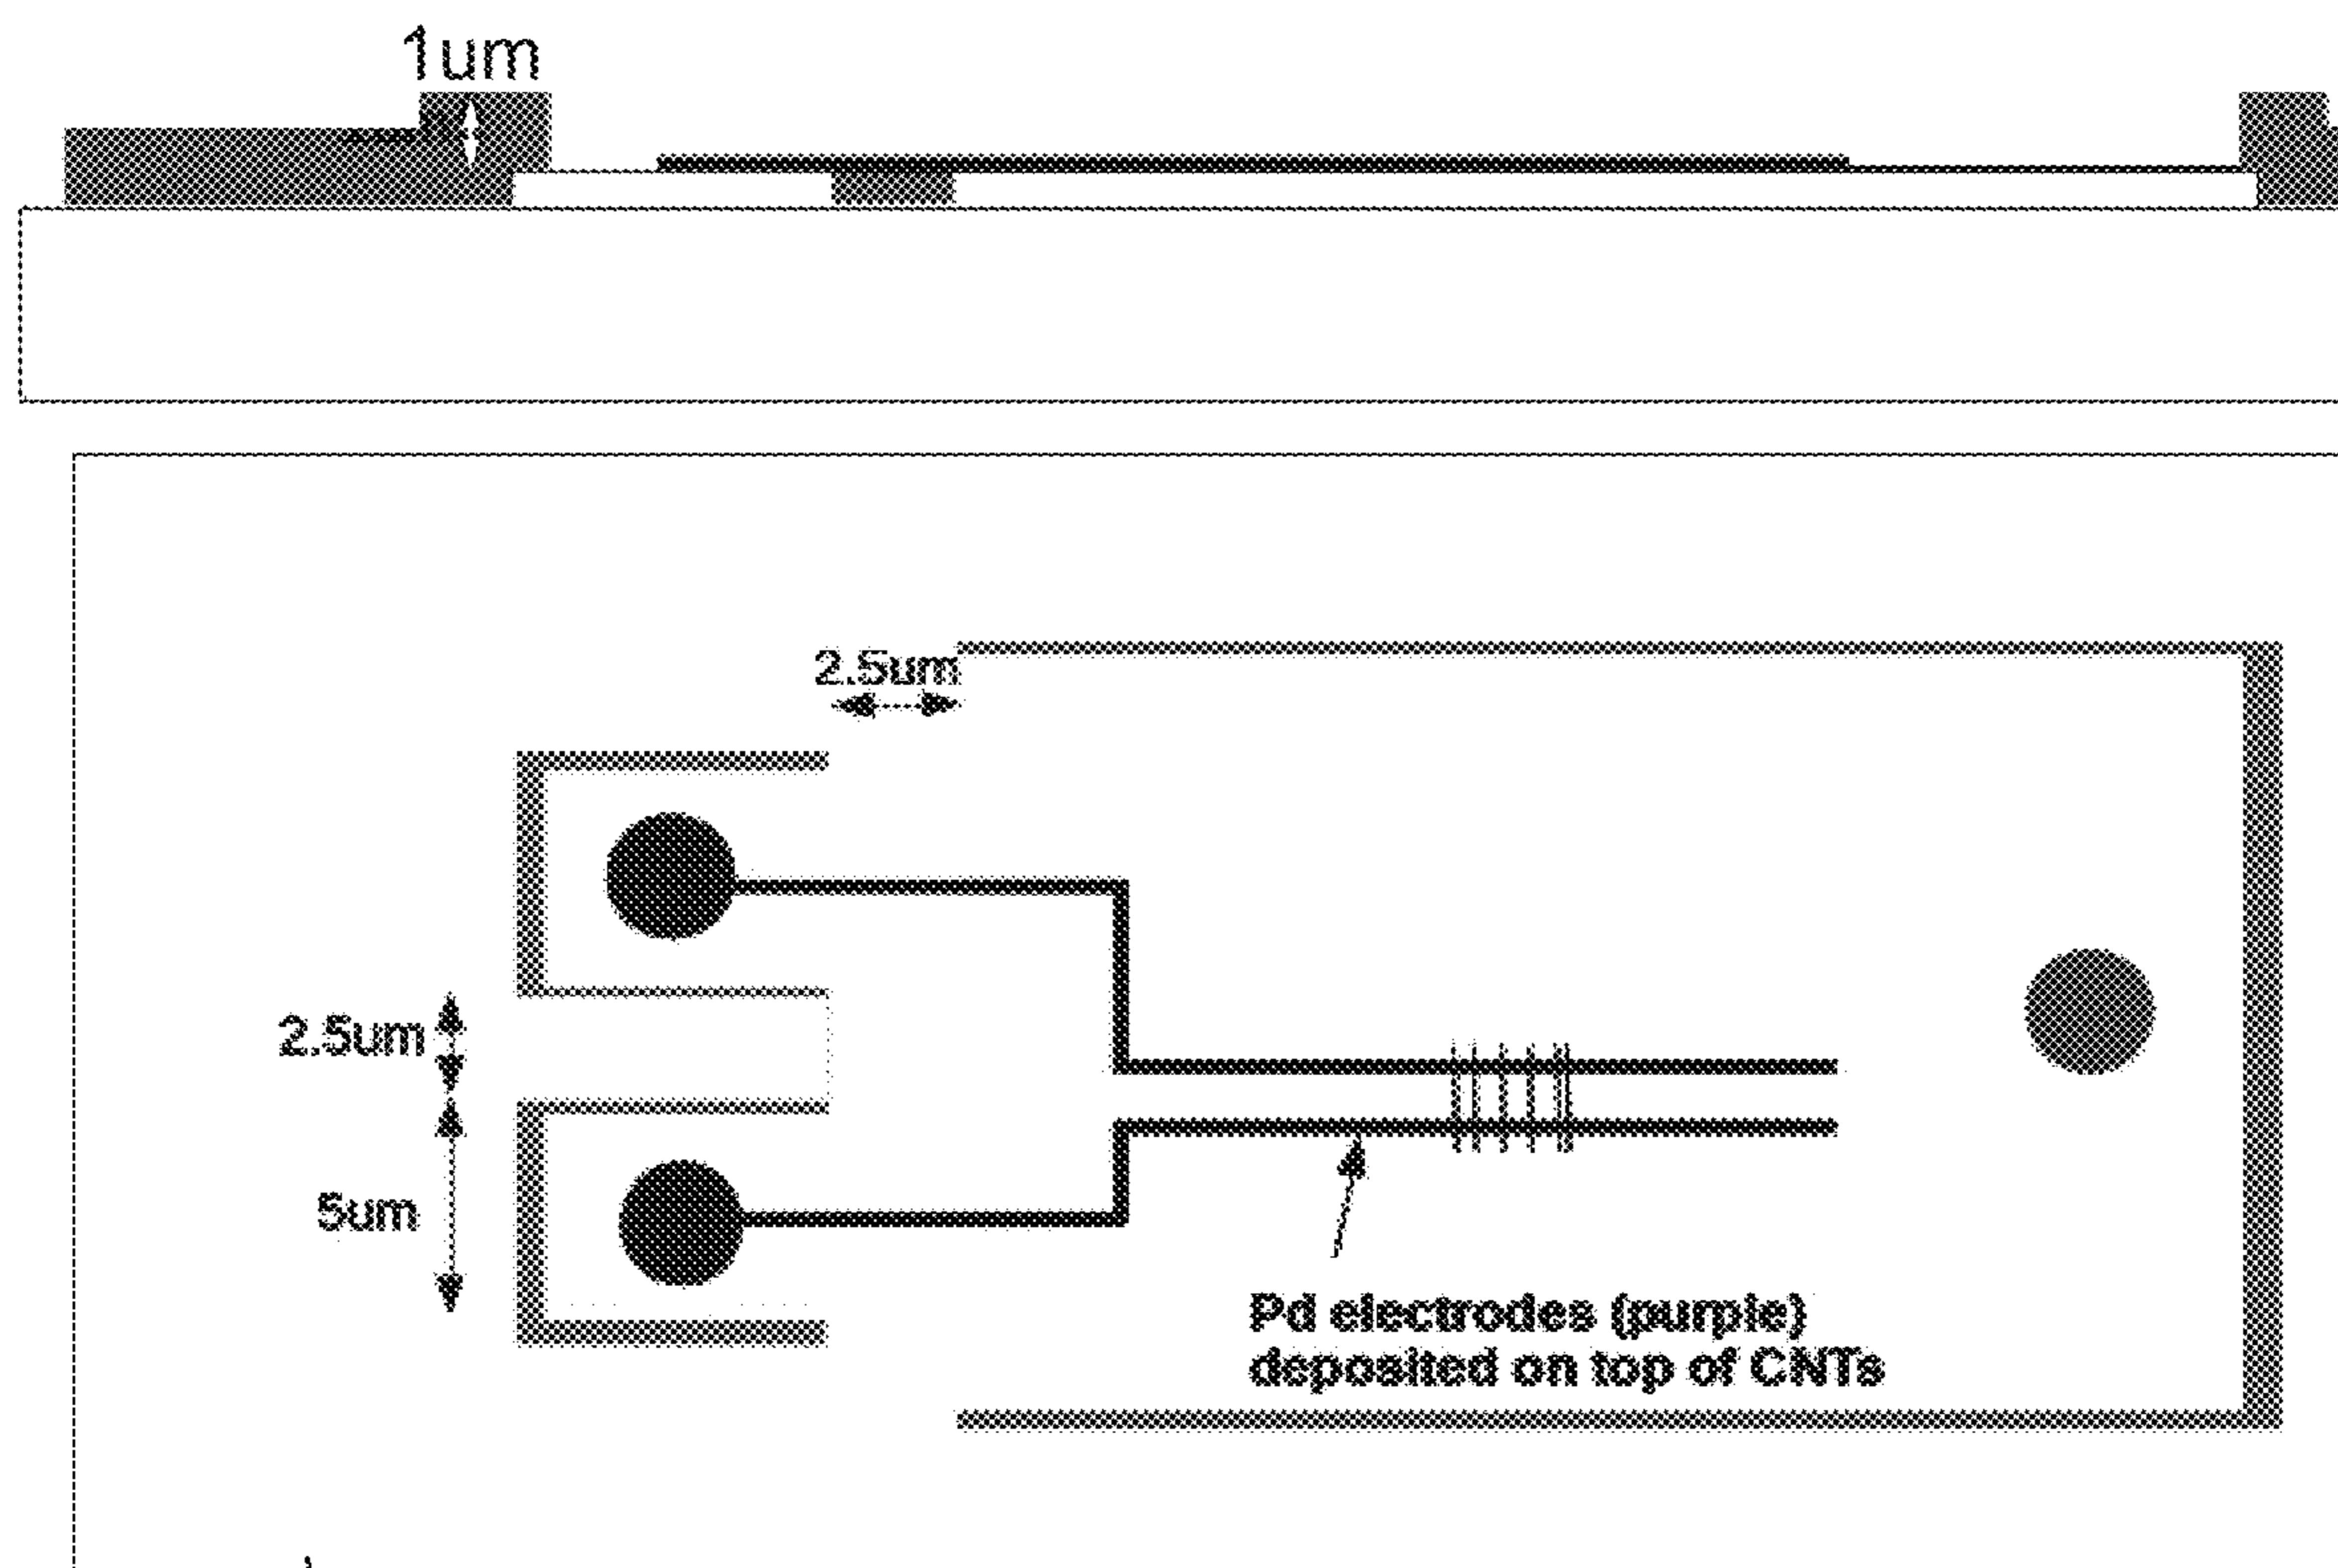 1um
2.5um
2.5um
5um
Pd electrodes (purple)
deposited on top of CNTs